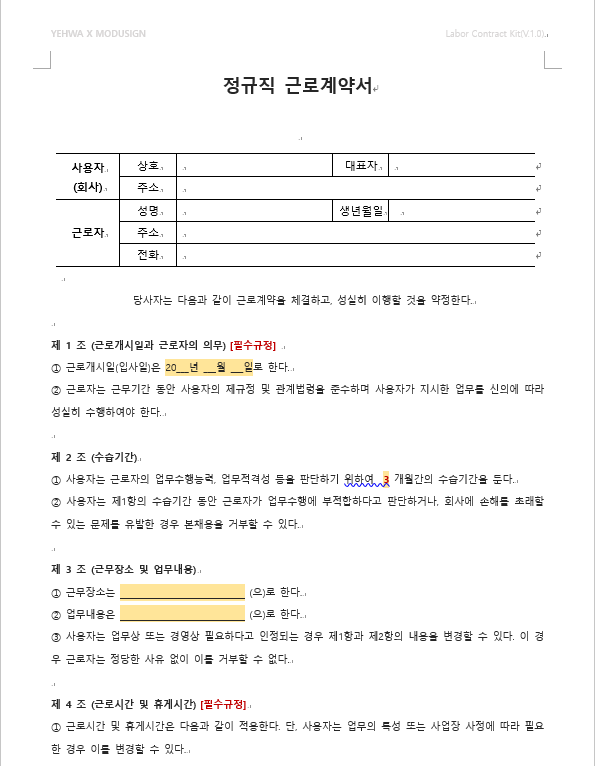 YEHWA X MODUSIGN
Labor Contract Kit(V.1.0)
정규직 근로계약서
사용자 상호 대표자
(회사) 주소
성명 생년월일
근로자 주소
전화
당사자는 다음과 같이 근로계약을 체결하고, 성실히 이행할 것을 약정한다.
제 1 조 (근로개시일과 근로자의 의무) [필수규정]
① 근로개시일(입사일)은 20__년 __월 __일로 한다.
② 근로자는 근무기간 동안 사용자의 제규정 및 관계법령을 준수하며 사용자가 지시한 업무를 신의에 따라
성실히 수행하여야 한다.
제 2 조 (수습기간)
① 사용자는 근로자의 업무수행능력, 업무적격성 등을 판단하기 위하여, 3 개월간의 수습기간을 둔다.
② 사용자는 제1항의 수습기간 동안 근로자가 업무수행에 부적합하다고 판단하거나, 회사에 손해를 초래할
수 있는 문제를 유발한 경우 본채용을 거부할 수 있다.
제 3 조 (근무장소 및 업무내용)
① 근무장소는 ____________________ (으)로 한다.
② 업무내용은 ____________________ (으)로 한다.
③ 사용자는 업무상 또는 경영상 필요하다고 인정되는 경우 제1항과 제2항의 내용을 변경할 수 있다. 이 경
우 근로자는 정당한 사유 없이 이를 거부할 수 없다.
제 4 조 (근로시간 및 휴게시간) [필수규정]
① 근로시간 및 휴게시간은 다음과 같이 적용한다. 단, 사용자는 업무의 특성 또는 사업장 사정에 따라 필요
한 경우 이를 변경할 수 있다.